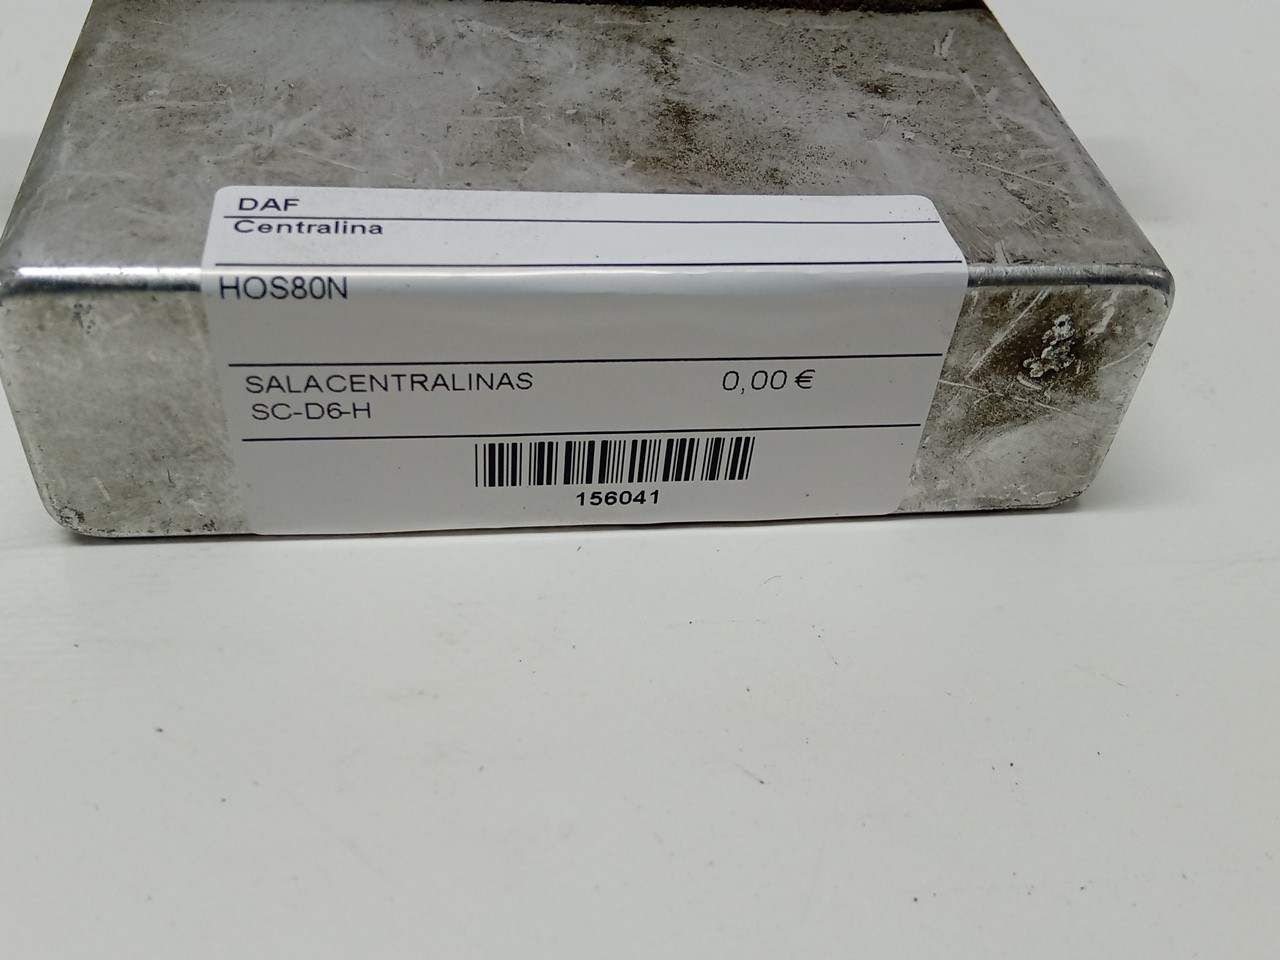 DAF
Centralina
HOS80N
SALACENTRALINAS 0,00 €
SC-D6-H
156041